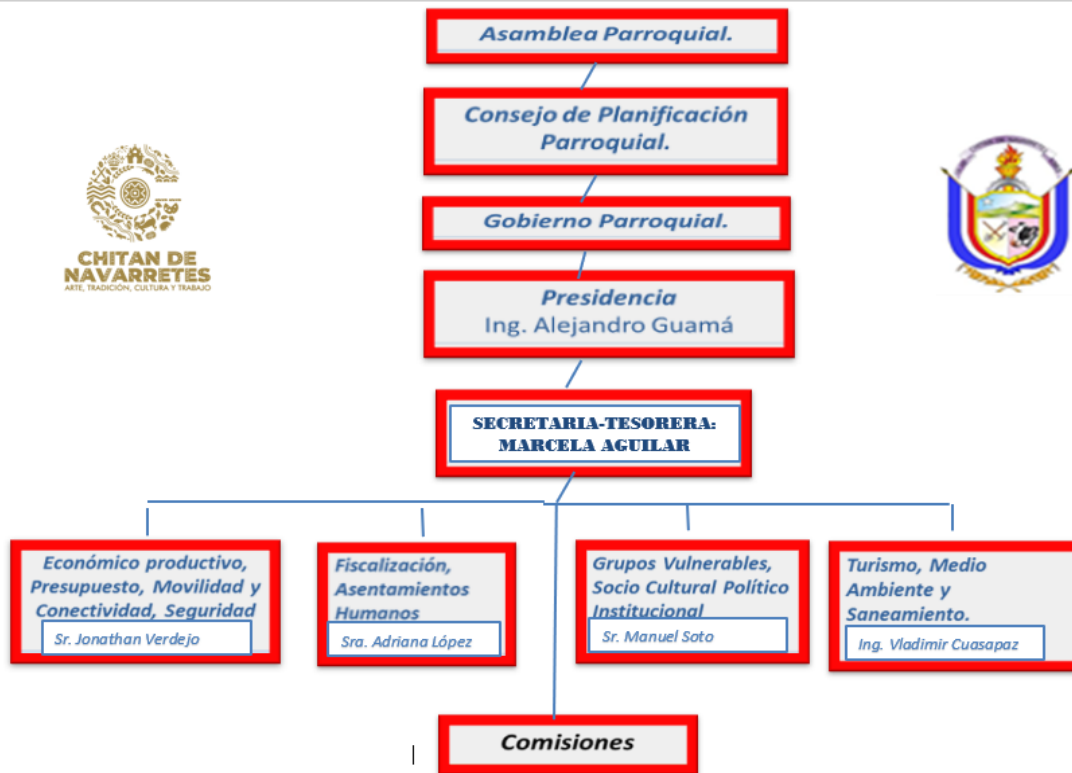 Asamblea Parroquial.
Consejo de Planificación
Parroquial.
Gobierno Parroquial.
CHITAN DE
NAVARRETES
ARTE, TRADICIÓN, CULTURA Y TRABAJO
Presidencia
Ing. Alejandro Guamá
SECRETARIA-TESORERA:
MARCELA AGUILAR
Económico productivo,
Presupuesto, Movilidad y
Conectividad, Seguridad
Sr. Jonathan Verdejo
Fiscalización,
Asentamientos
Humanos
Sra. Adriana López
Grupos Vulnerables,
Socio Cultural Político
Institucional
Sr. Manuel Soto
Turismo, Medio
Ambiente y
Saneamiento.
Ing. Vladimir Cuasapaz
Comisiones